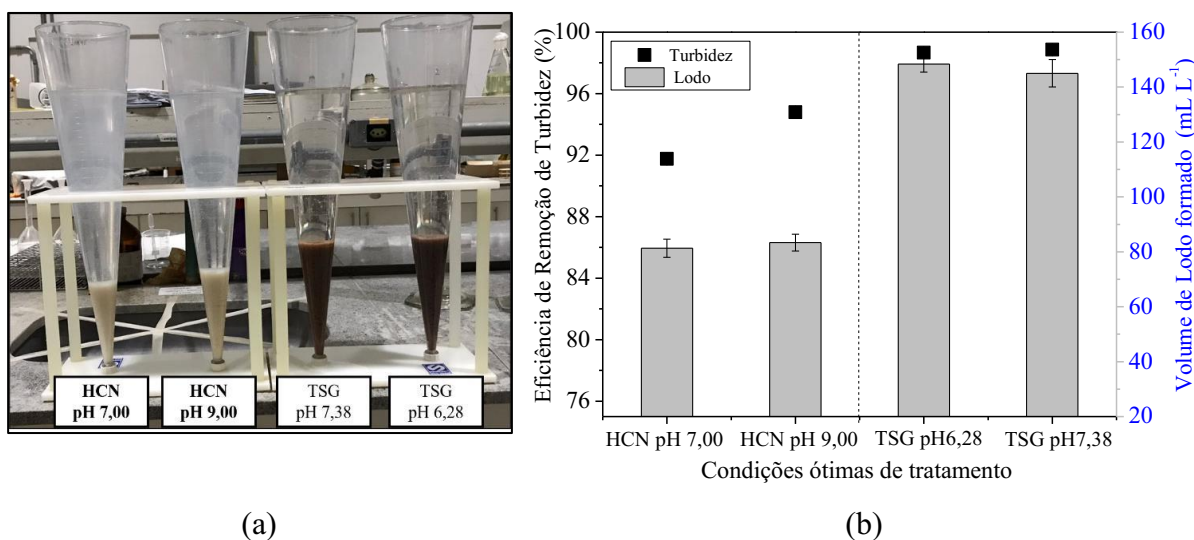 HCN
pH 7,00
HCN
pH 9,00
TSG
pH 7,38
TSG
pH 6,28
(a)
Eficiência de Remoção de Turbidez (%)
100
96
92
88
84
80
76
Turbidez
Lodo
160
140
120
100
80
60
40
20
Volume de Lodo formado (mL L⁻¹)
HCN pH 7,00
HCN pH 9,00
TSG pH6,28
TSG pH7,38
Condições ótimas de tratamento
(b)